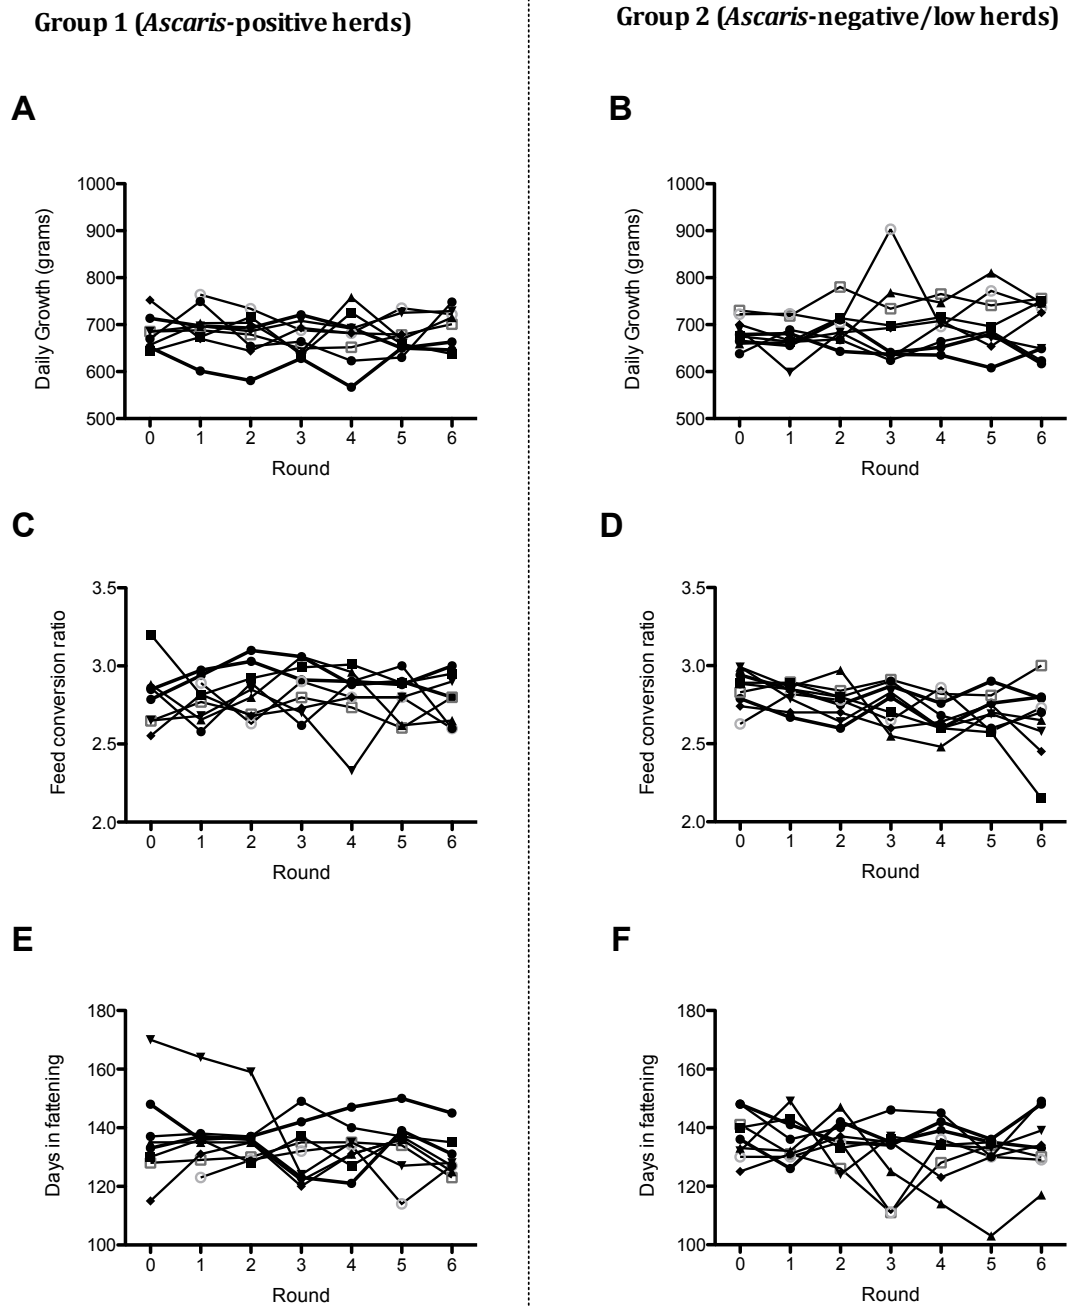 Group 1 (Ascaris-positive herds)
Group 2 (Ascaris-negative/low herds)
A
B
1000
900
800
700
600
500
Daily Growth (grams)
0 1 2 3 4 5 6
Round
1000
900
800
700
600
500
Daily Growth (grams)
0 1 2 3 4 5 6
Round
C
D
3.5
3.0
2.5
2.0
Feed conversion ratio
0 1 2 3 4 5 6
Round
3.5
3.0
2.5
2.0
Feed conversion ratio
0 1 2 3 4 5 6
Round
E
F
180
160
140
120
100
Days in fattening
0 1 2 3 4 5 6
Round
180
160
140
120
100
Days in fattening
0 1 2 3 4 5 6
Round